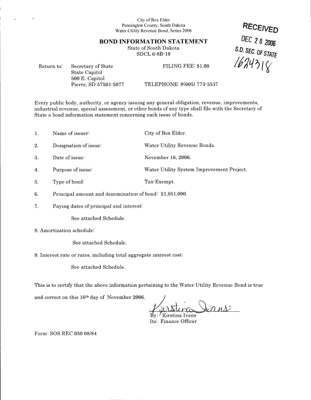 City of Box Elder
Pennington County, South Dakota
Water Utility Revenue Bond, Series 2006
RECEIVED
DEC 20 2006
S.D. SEC. OF STATE
1624318
BOND INFORMATION STATEMENT
State of South Dakota
SDCL 6-8B-19
Return to: Secretary of State FILING FEE: $1.00
State Capitol
500 E. Capitol
Pierre, SD 57501-5077 TELEPHONE #(605) 773-3537
Every public body, authority, or agency issuing any general obligation, revenue, improvements,
industrial revenue, special assessment, or other bonds of any type shall file with the Secretary of
State a bond information statement concerning each issue of bonds.
1. Name of issuer: City of Box Elder.
2. Designation of issue: Water Utility Revenue Bonds.
3. Date of issue: November 16, 2006.
4. Purpose of issue: Water Utility System Improvement Project.
5. Type of bond: Tax-Exempt.
6. Principal amount and denomination of bond: $1,851,000.
7. Paying dates of principal and interest:
See attached Schedule.
8. Amortization schedule:
See attached Schedule.
9. Interest rate or rates, including total aggregate interest cost:
See attached Schedule.
This is to certify that the above information pertaining to the Water Utility Revenue Bond is true
and correct on this 16th day of November 2006.
Kirstina Ivans
By: Kirstina Ivans
Its: Finance Officer
Form: SOS REC 050 08/84